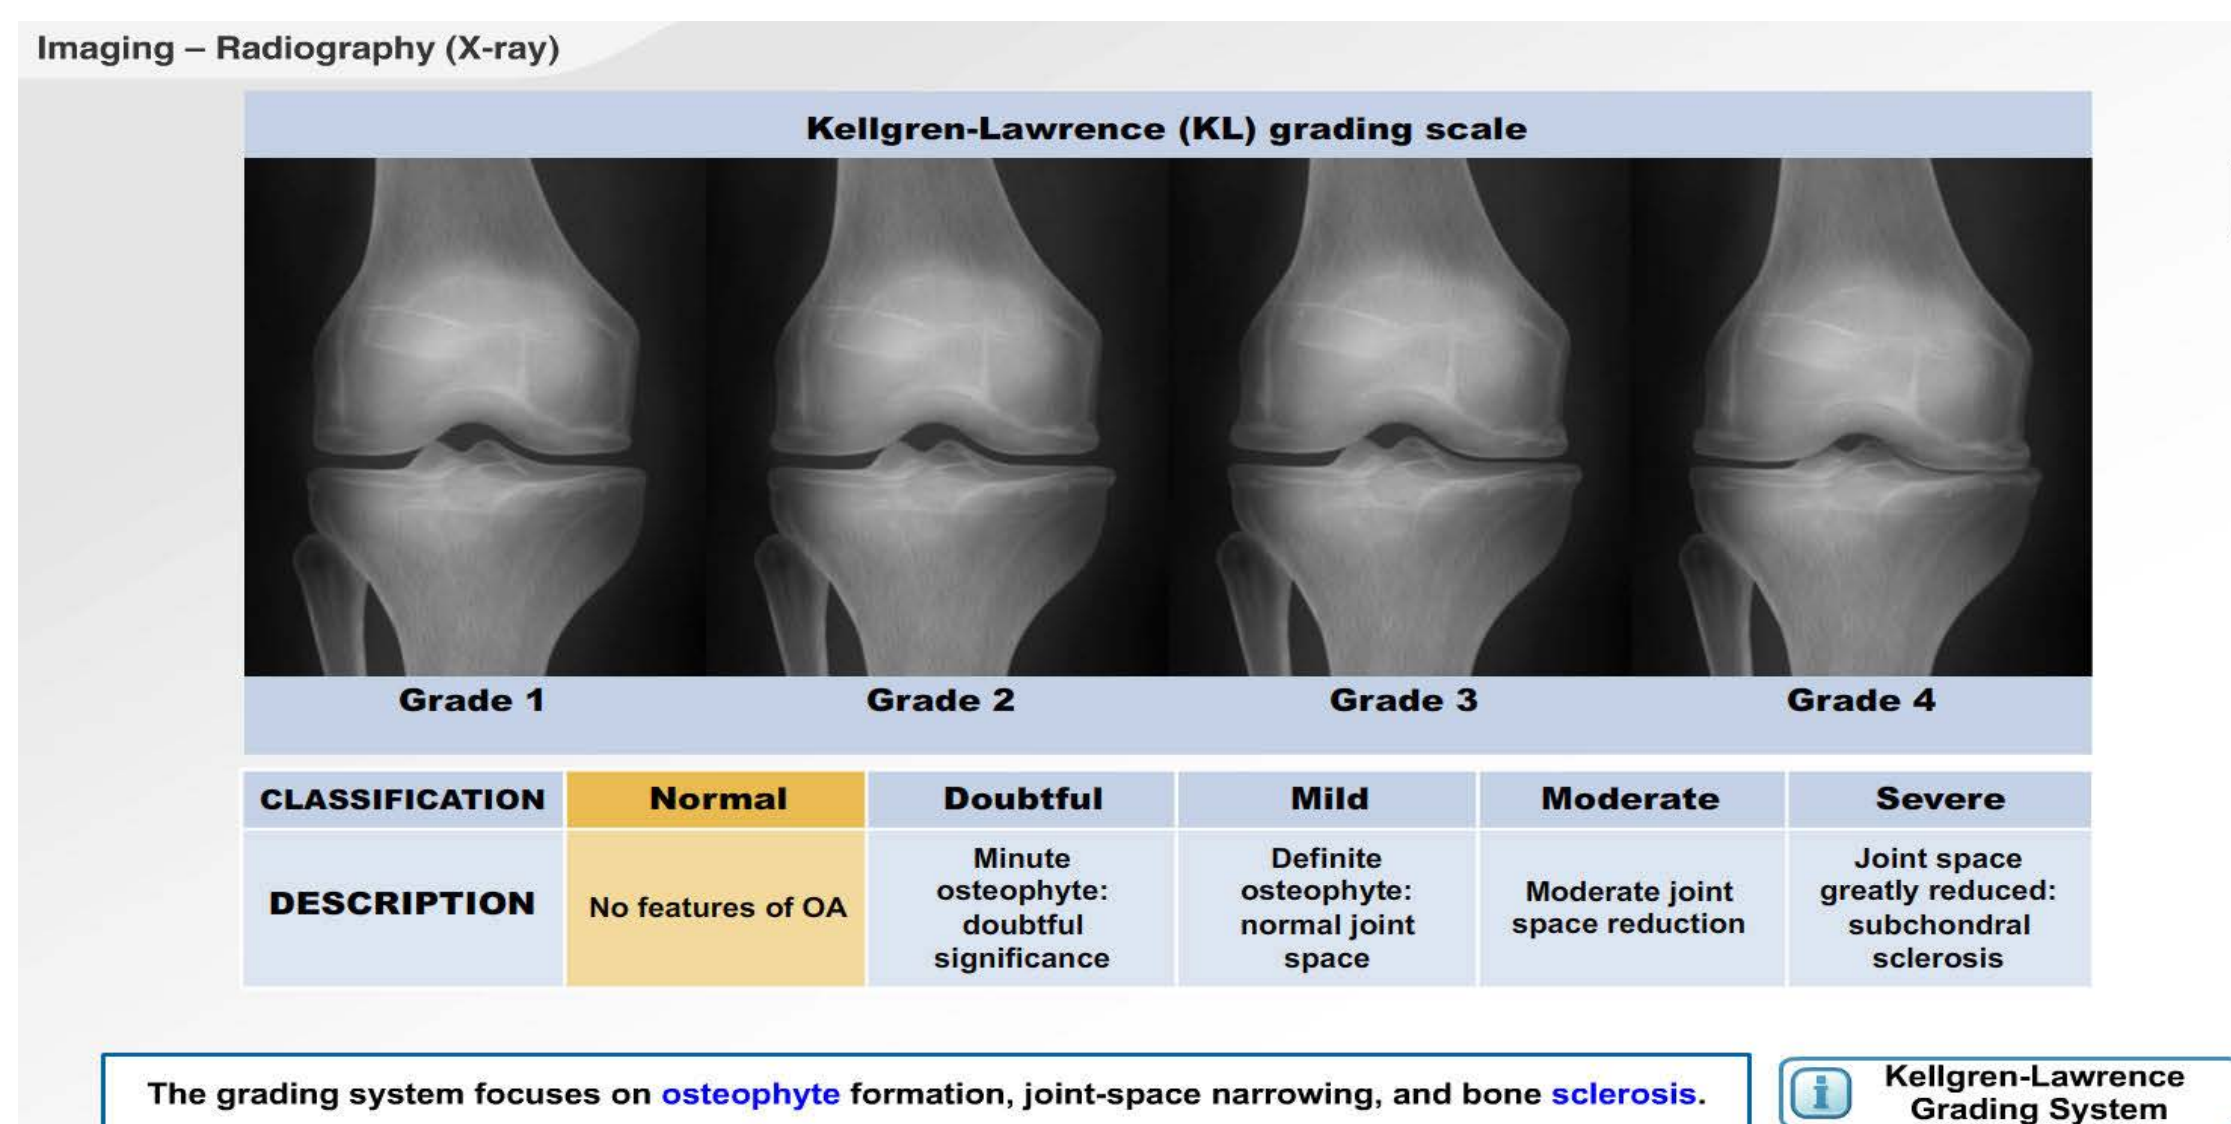 Imaging – Radiography (X-ray)
Kellgren-Lawrence (KL) grading scale
Grade 1
Grade 2
Grade 3
Grade 4
CLASSIFICATION
Normal
Doubtful
Mild
Moderate
Severe
DESCRIPTION
No features of OA
Minute
osteophyte:
doubtful
significance
Definite
osteophyte:
normal joint
space
Moderate joint
space reduction
Joint space
greatly reduced:
subchondral
sclerosis
The grading system focuses on osteophyte formation, joint-space narrowing, and bone sclerosis.
i
Kellgren-Lawrence
Grading System